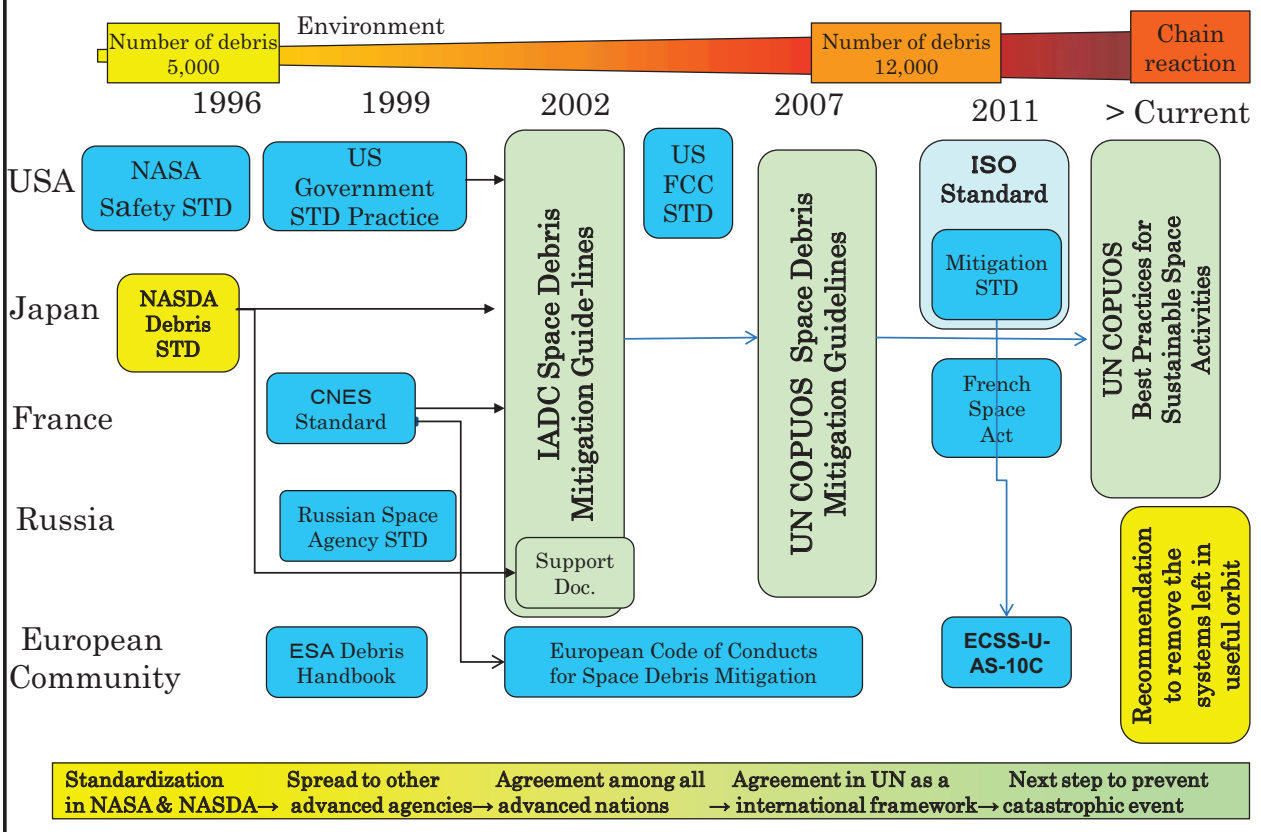 Environment
Number of debris
5,000
Number of debris
12,000
Chain
reaction
1996
1999
2002
2007
2011
> Current
USA
NASA
Safety STD
US
Government
STD Practice
US
FCC
STD
ISO
Standard
Mitigation
STD
Japan
NASDA
Debris
STD
IADC Space Debris
Mitigation Guide-lines
UN COPUOS Space Debris
Mitigation Guidelines
UN COPUOS
Best Practices for
Sustainable Space
Activities
France
CNES
Standard
French
Space
Act
Russia
Russian Space
Agency STD
Support
Doc.
European
Community
ESA Debris
Handbook
European Code of Conducts
for Space Debris Mitigation
ECSS-U-
AS-10C
Recommendation
to remove the
systems left in
useful orbit
Standardization
in NASA & NASDA→
Spread to other
advanced agencies→
Agreement among all
advanced nations
→
Agreement in UN as a
international framework→
Next step to prevent
catastrophic event